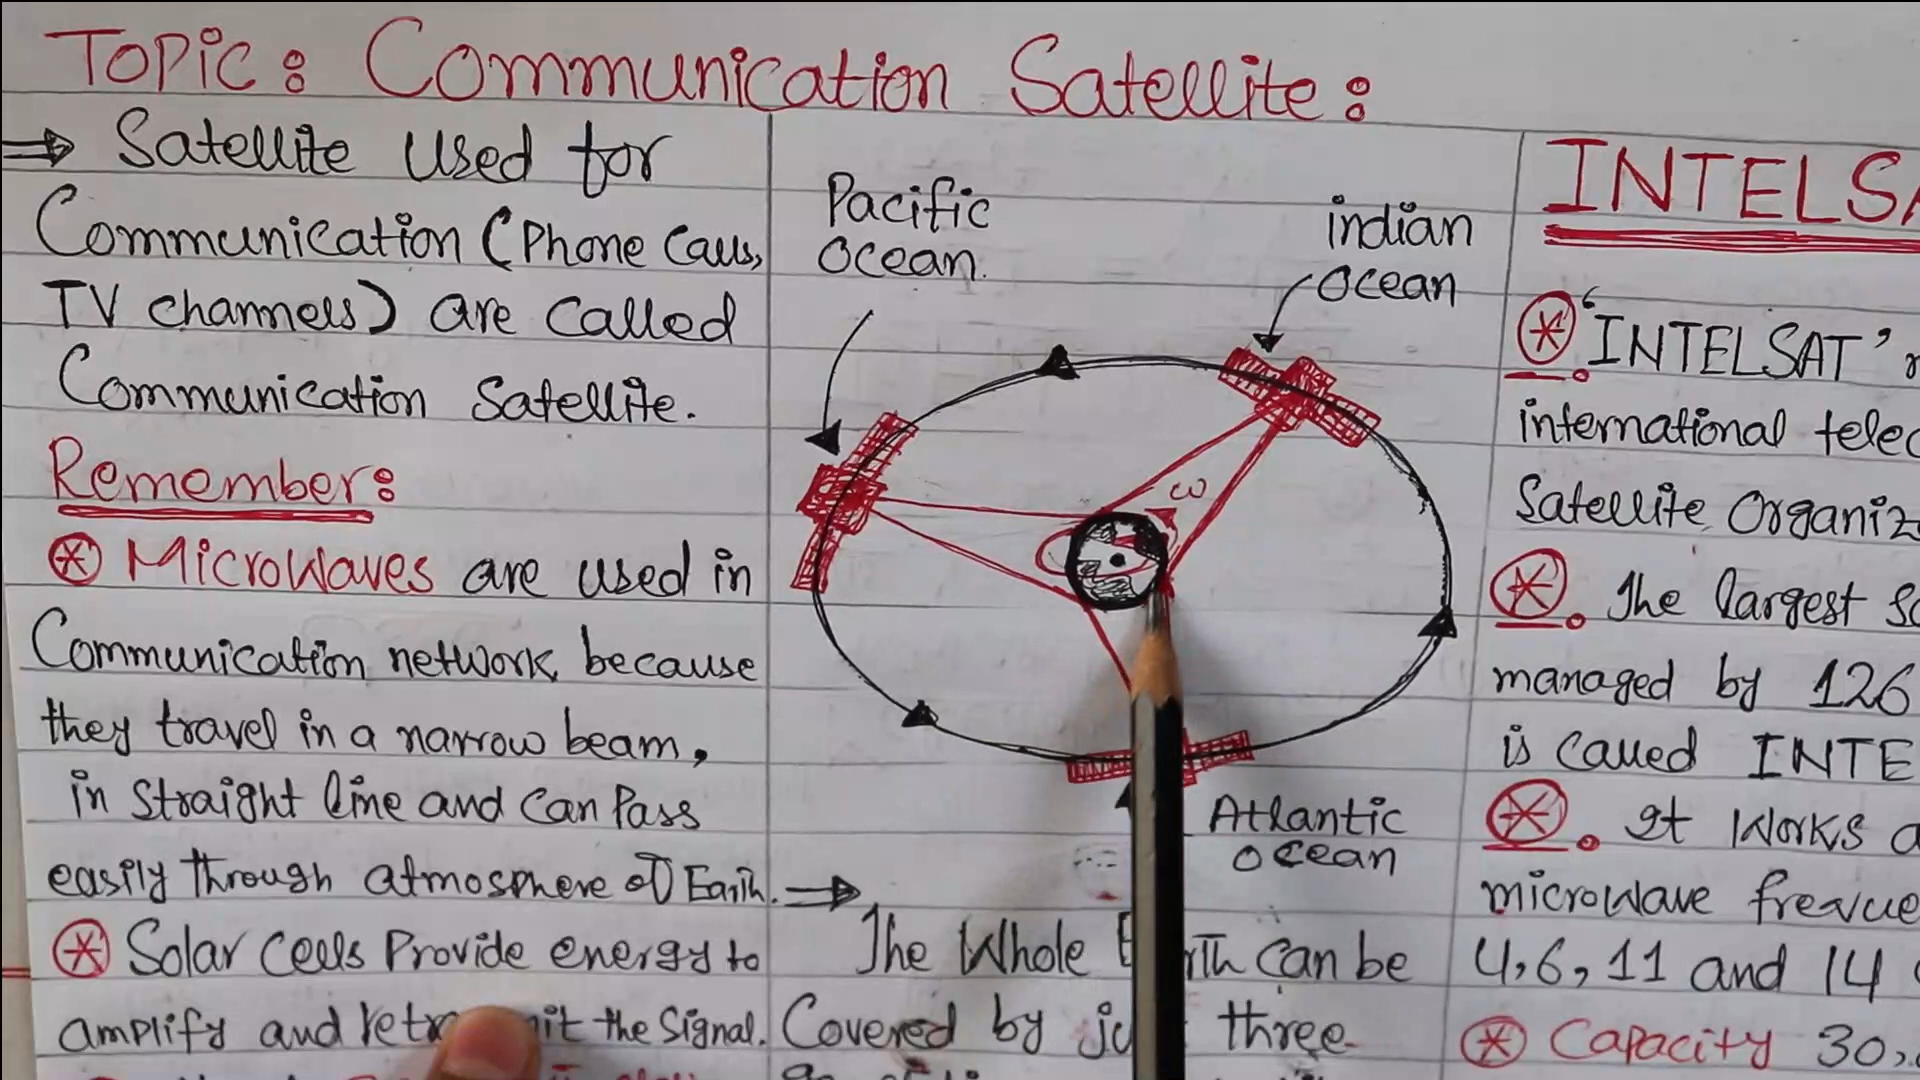 Topic: Communication Satellite:
⇒ Satellite used for
Communication (Phone Calls,
TV channels) are called
Communication Satellite.
Remember:
* Microwaves are used in
Communication network because
they travel in a narrow beam,
in straight line and can pass
easily through atmosphere of Earth.
* Solar cells provide energy to
amplify and the signal.
Pacific
ocean.
indian
ocean
ω
Atlantic
ocean
⇒
The Whole can be
Covered by three
INTELSA
* 'INTELSAT'
international telec
Satellite Organiz
* The largest
managed by 126
is called INTE
* It works a
microwave freque
4,6,11 and 14
* Capacity 30,